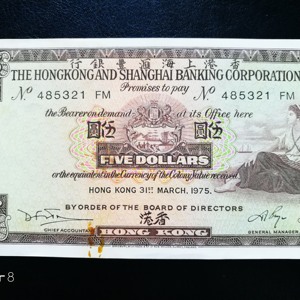 行銀豐滙海上港香
THE HONGKONG AND SHANGHAI BANKING CORPORATION
Promises to pay
Nº 485321 FM Nº 485321 FM
the Bearer on demand at its Office here
圓伍 圓伍
FIVE DOLLARS
or the equivalent in the Currency of the Colony Value received
HONG KONG 31ST MARCH, 1975.
BY ORDER OF THE BOARD OF DIRECTORS
港香
CHIEF ACCOUNTANT GENERAL MANAGER
HONG KONG
8